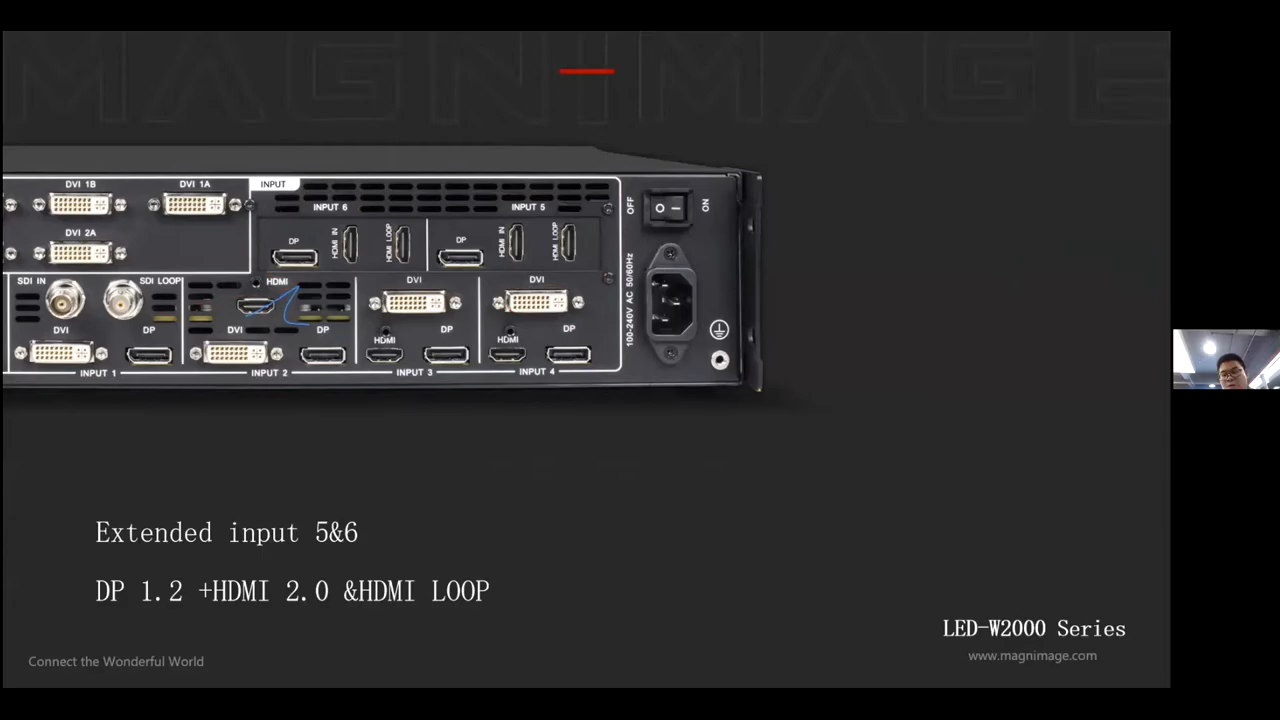 MAGNIMAGE
DVI 1B
DVI 1A
INPUT
INPUT 6
INPUT 5
OFF
ON
DVI 2A
DP
HDMI IN
HDMI LOOP
DP
HDMI IN
HDMI LOOP
SDI IN
SDI LOOP
HDMI
DVI
DVI
100-240V AC 50/60Hz
DVI
DP
DVI
DP
HDMI
DP
HDMI
DP
INPUT 1
INPUT 2
INPUT 3
INPUT 4
Extended input 5&6
DP 1.2 +HDMI 2.0 &HDMI LOOP
LED-W2000 Series
Connect the Wonderful World
www.magnimage.com